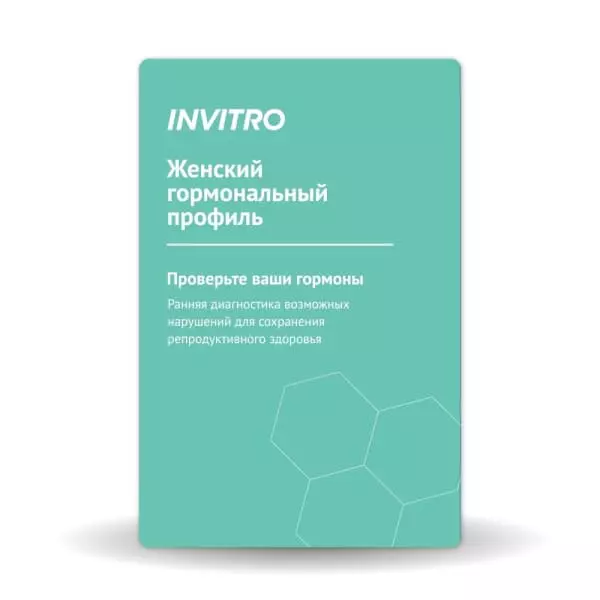 INVITRO
Женский
гормональный
профиль
Проверьте ваши гормоны
Ранняя диагностика возможных
нарушений для сохранения
репродуктивного здоровья